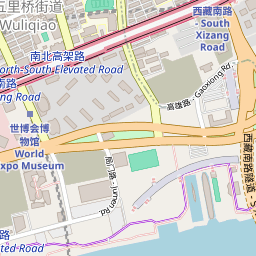 五里桥街道
Wuliqiao
西藏南路
- South
Xizang
Road
南北高架路
North-South Elevated Road
高雄路 - Gaoxiong Rd
ng Road
世博会博
物馆
World
Expo Museum
西藏南路隧道
路
ated Road